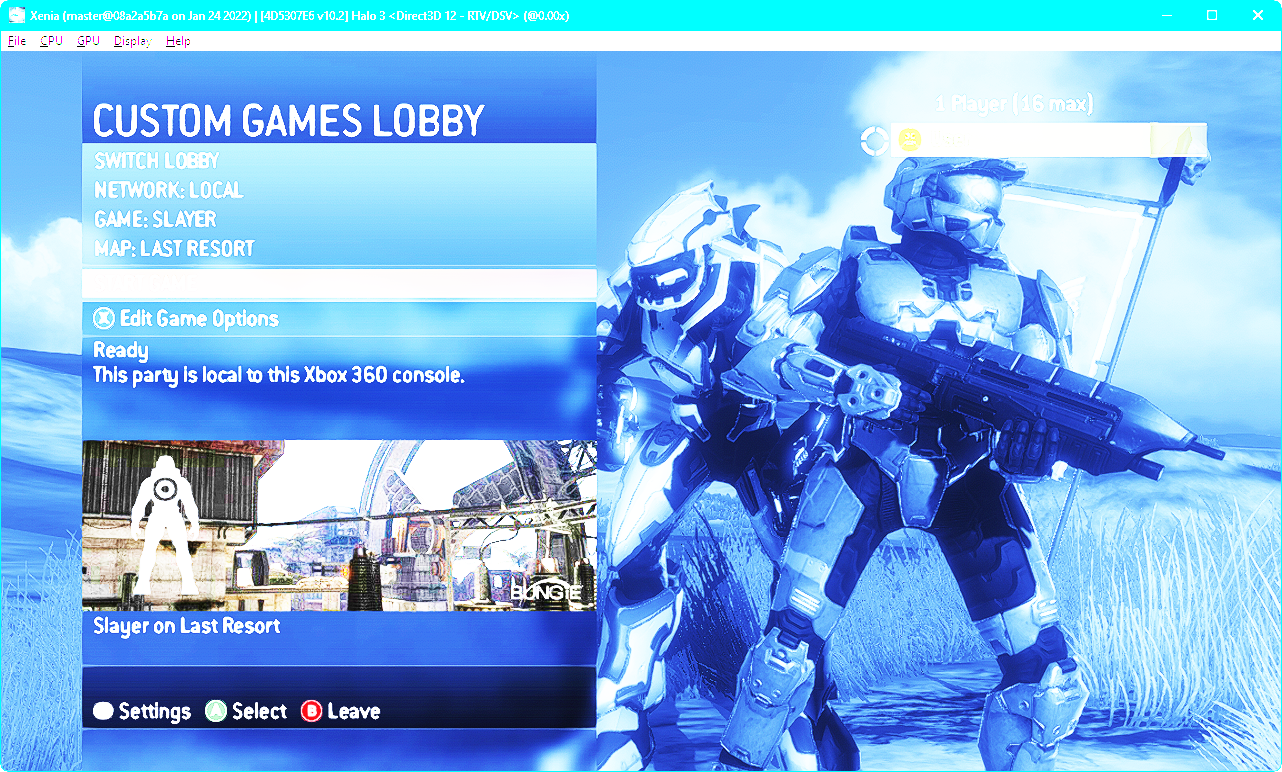 Xenia (master@08a2a5b7a on Jan 24 2022) | [4D5307E6 v10.2] Halo 3 <Direct3D 12 - RTV/DSV> (@0.00x)
File CPU GPU Display Help
CUSTOM GAMES LOBBY
SWITCH LOBBY
NETWORK: LOCAL
GAME: SLAYER
MAP: LAST RESORT
X Edit Game Options
Ready
This party is local to this Xbox 360 console.
BUNGIE
Slayer on Last Resort
Settings A Select B Leave
1 Player (16 max)